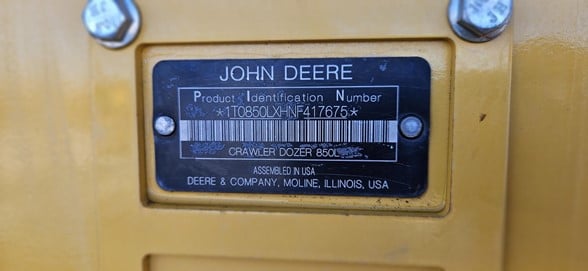 JOHN DEERE
Product Identification Number
*1T0850LXHNF417675*
CRAWLER DOZER 850L
ASSEMBLED IN USA
DEERE & COMPANY, MOLINE, ILLINOIS, USA